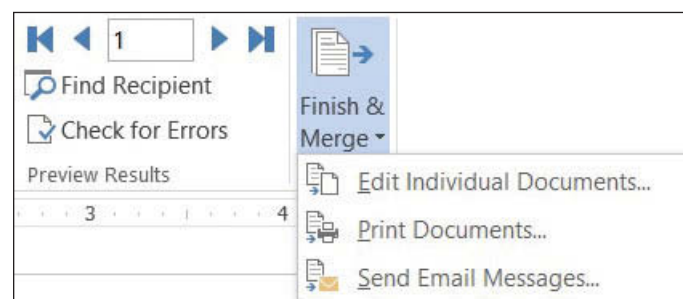 1
Find Recipient
Check for Errors
Preview Results
Finish &
Merge
3 4
Edit Individual Documents...
Print Documents...
Send Email Messages...